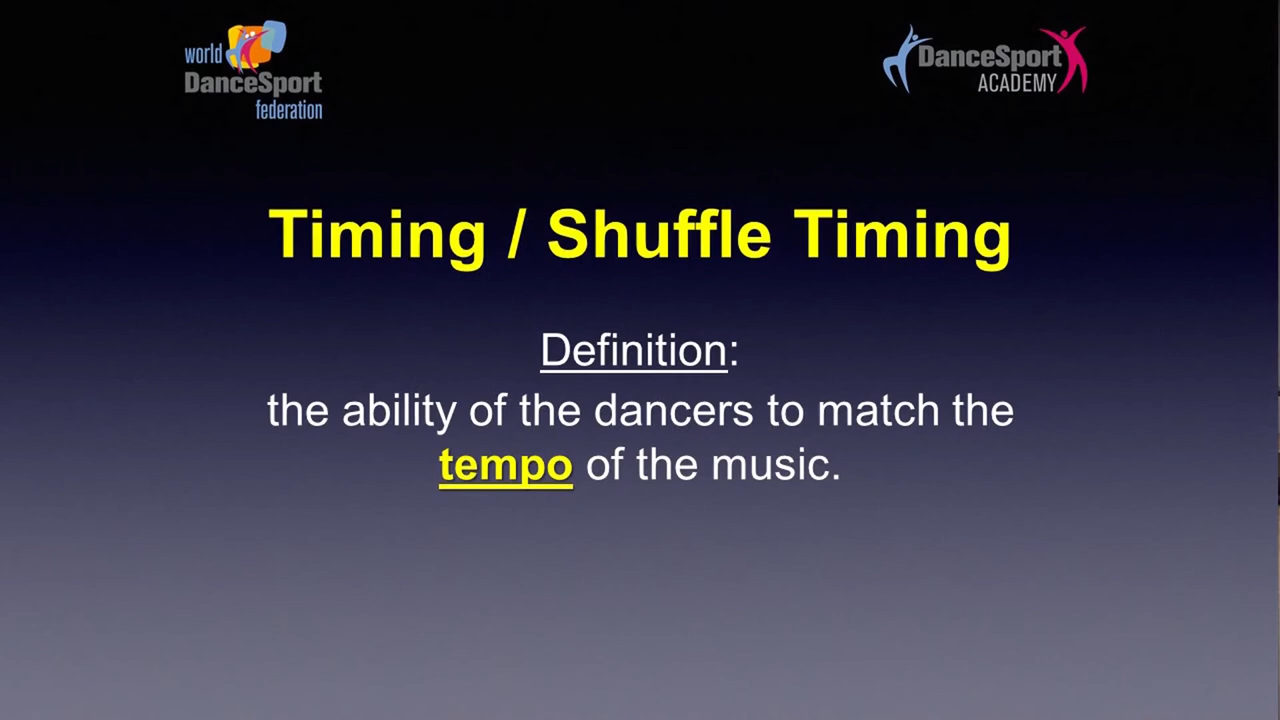 world
DanceSport
federation
DanceSport
ACADEMY
Timing / Shuffle Timing
Definition:
the ability of the dancers to match the
tempo of the music.